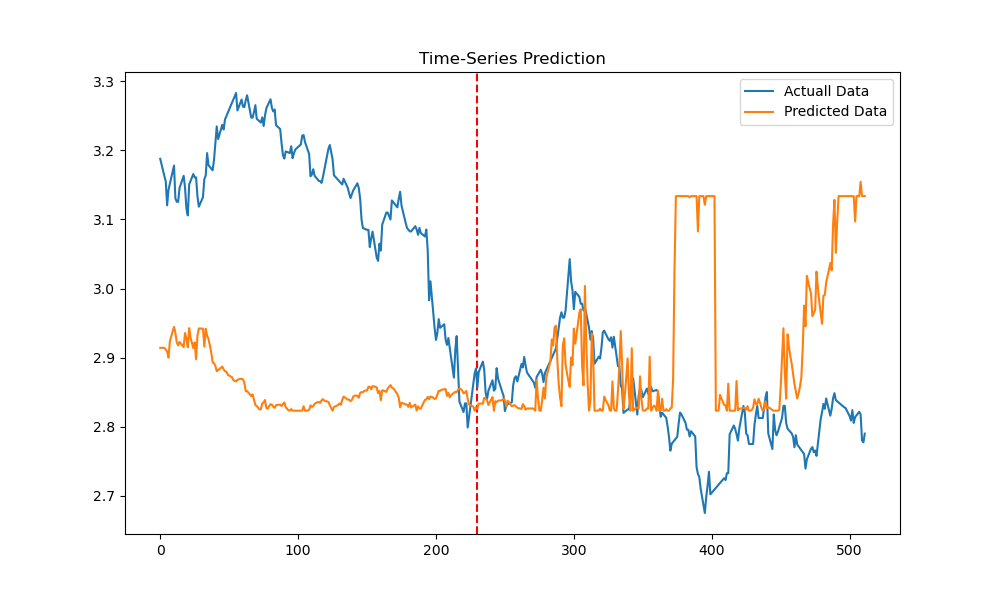 Time-Series Prediction
3.3
3.2
3.1
3.0
2.9
2.8
2.7
Actuall Data
Predicted Data
0 100 200 300 400 500